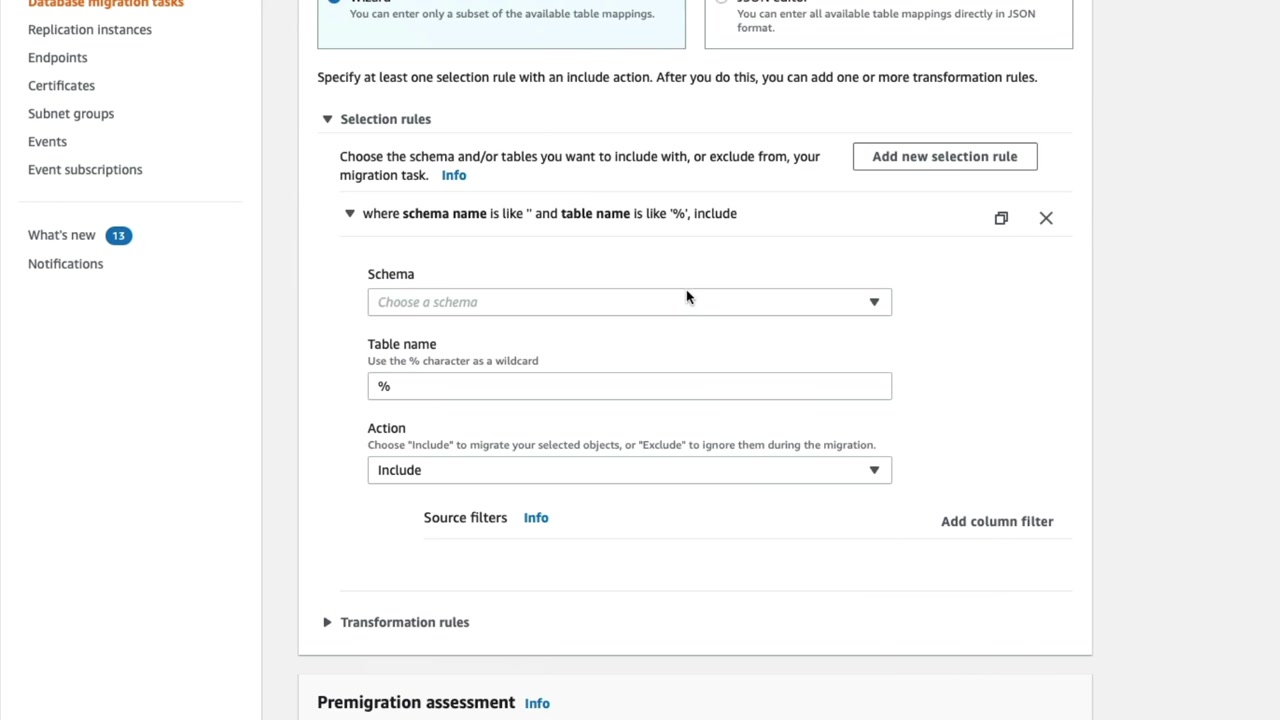 Database migration tasks
Replication instances
Endpoints
Certificates
Subnet groups
Events
Event subscriptions
What's new 13
Notifications
Wizard
You can enter only a subset of the available table mappings.
JSON editor
You can enter all available table mappings directly in JSON
format.
Specify at least one selection rule with an include action. After you do this, you can add one or more transformation rules.
Selection rules
Choose the schema and/or tables you want to include with, or exclude from, your
migration task. Info
Add new selection rule
where schema name is like '' and table name is like '%', include
Schema
Choose a schema
Table name
Use the % character as a wildcard
%
Action
Choose "Include" to migrate your selected objects, or "Exclude" to ignore them during the migration.
Include
Source filters Info
Add column filter
Transformation rules
Premigration assessment Info